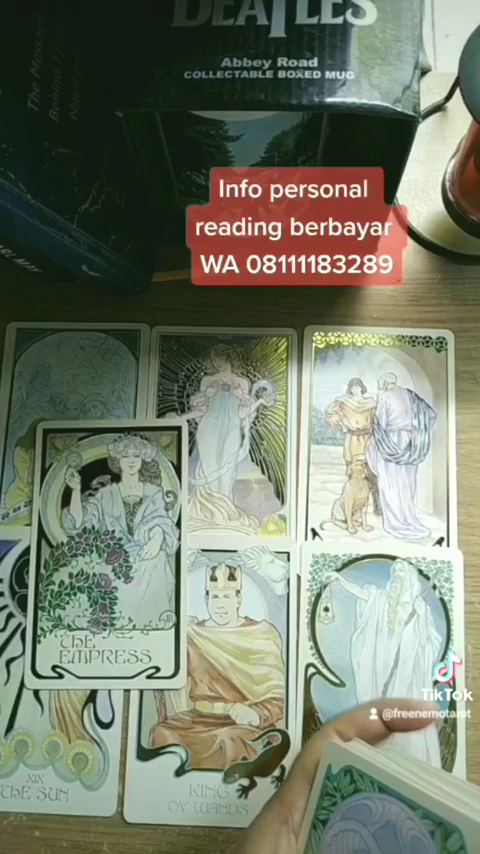 BEATLES
Abbey Road
COLLECTABLE BOXED MUG
Info personal
reading berbayar
WA 08111183289
III
THE
EMPRESS
XIX
THE SUN
KING
OF WANDS
TikTok
@freenemotarot